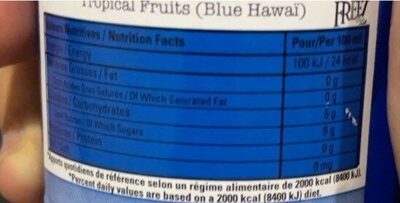 Tropical Fruits (Blue Hawaï)
FREEZ
Nutritives / Nutrition Facts
Pour/Per 100 ml
/ Energy
100 kJ / 24 kcal
Grasses / Fat
0 g
Gras Saturés / Of Which Saturated Fat
0 g
/ Carbohydrates
6 g
/ Of Which Sugars
6 g
/ Protein
0 g
0 mg
quotidiens de référence selon un régime alimentaire de 2000 kcal (8400 kJ).
*Percent daily values are based on a 2000 kcal (8400 kJ) diet.